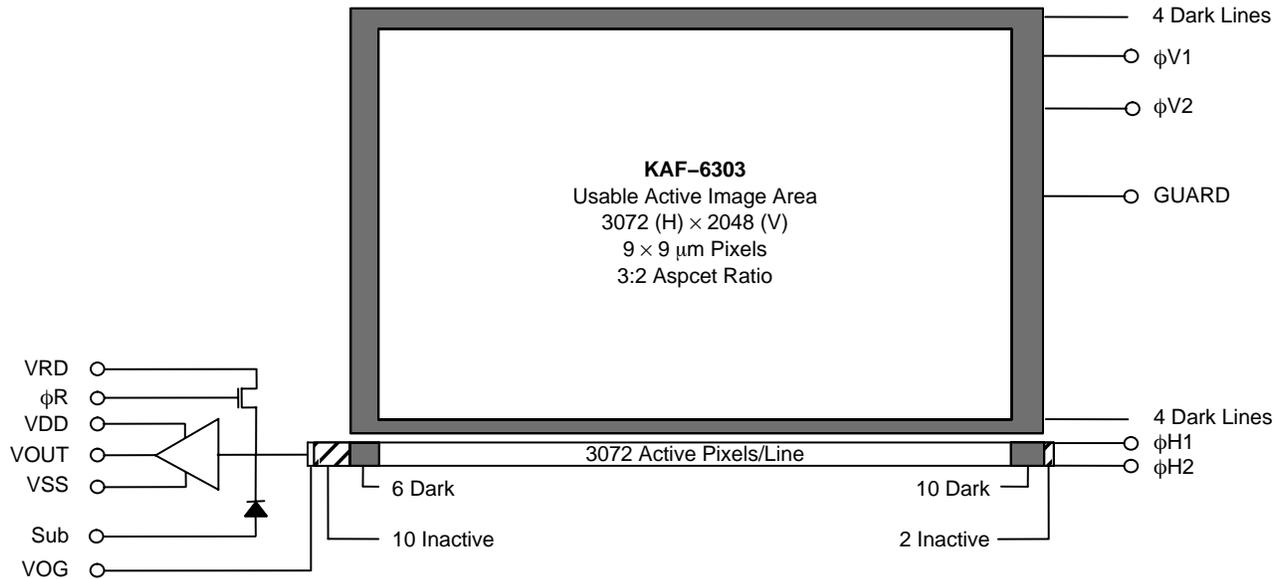 4 Dark Lines
ϕV1
ϕV2
KAF−6303
Usable Active Image Area
3072 (H) × 2048 (V)
9 × 9 μm Pixels
3:2 Aspcet Ratio
GUARD
VRD
ϕR
VDD
VOUT
VSS
Sub
VOG
4 Dark Lines
ϕH1
ϕH2
3072 Active Pixels/Line
6 Dark
10 Dark
10 Inactive
2 Inactive